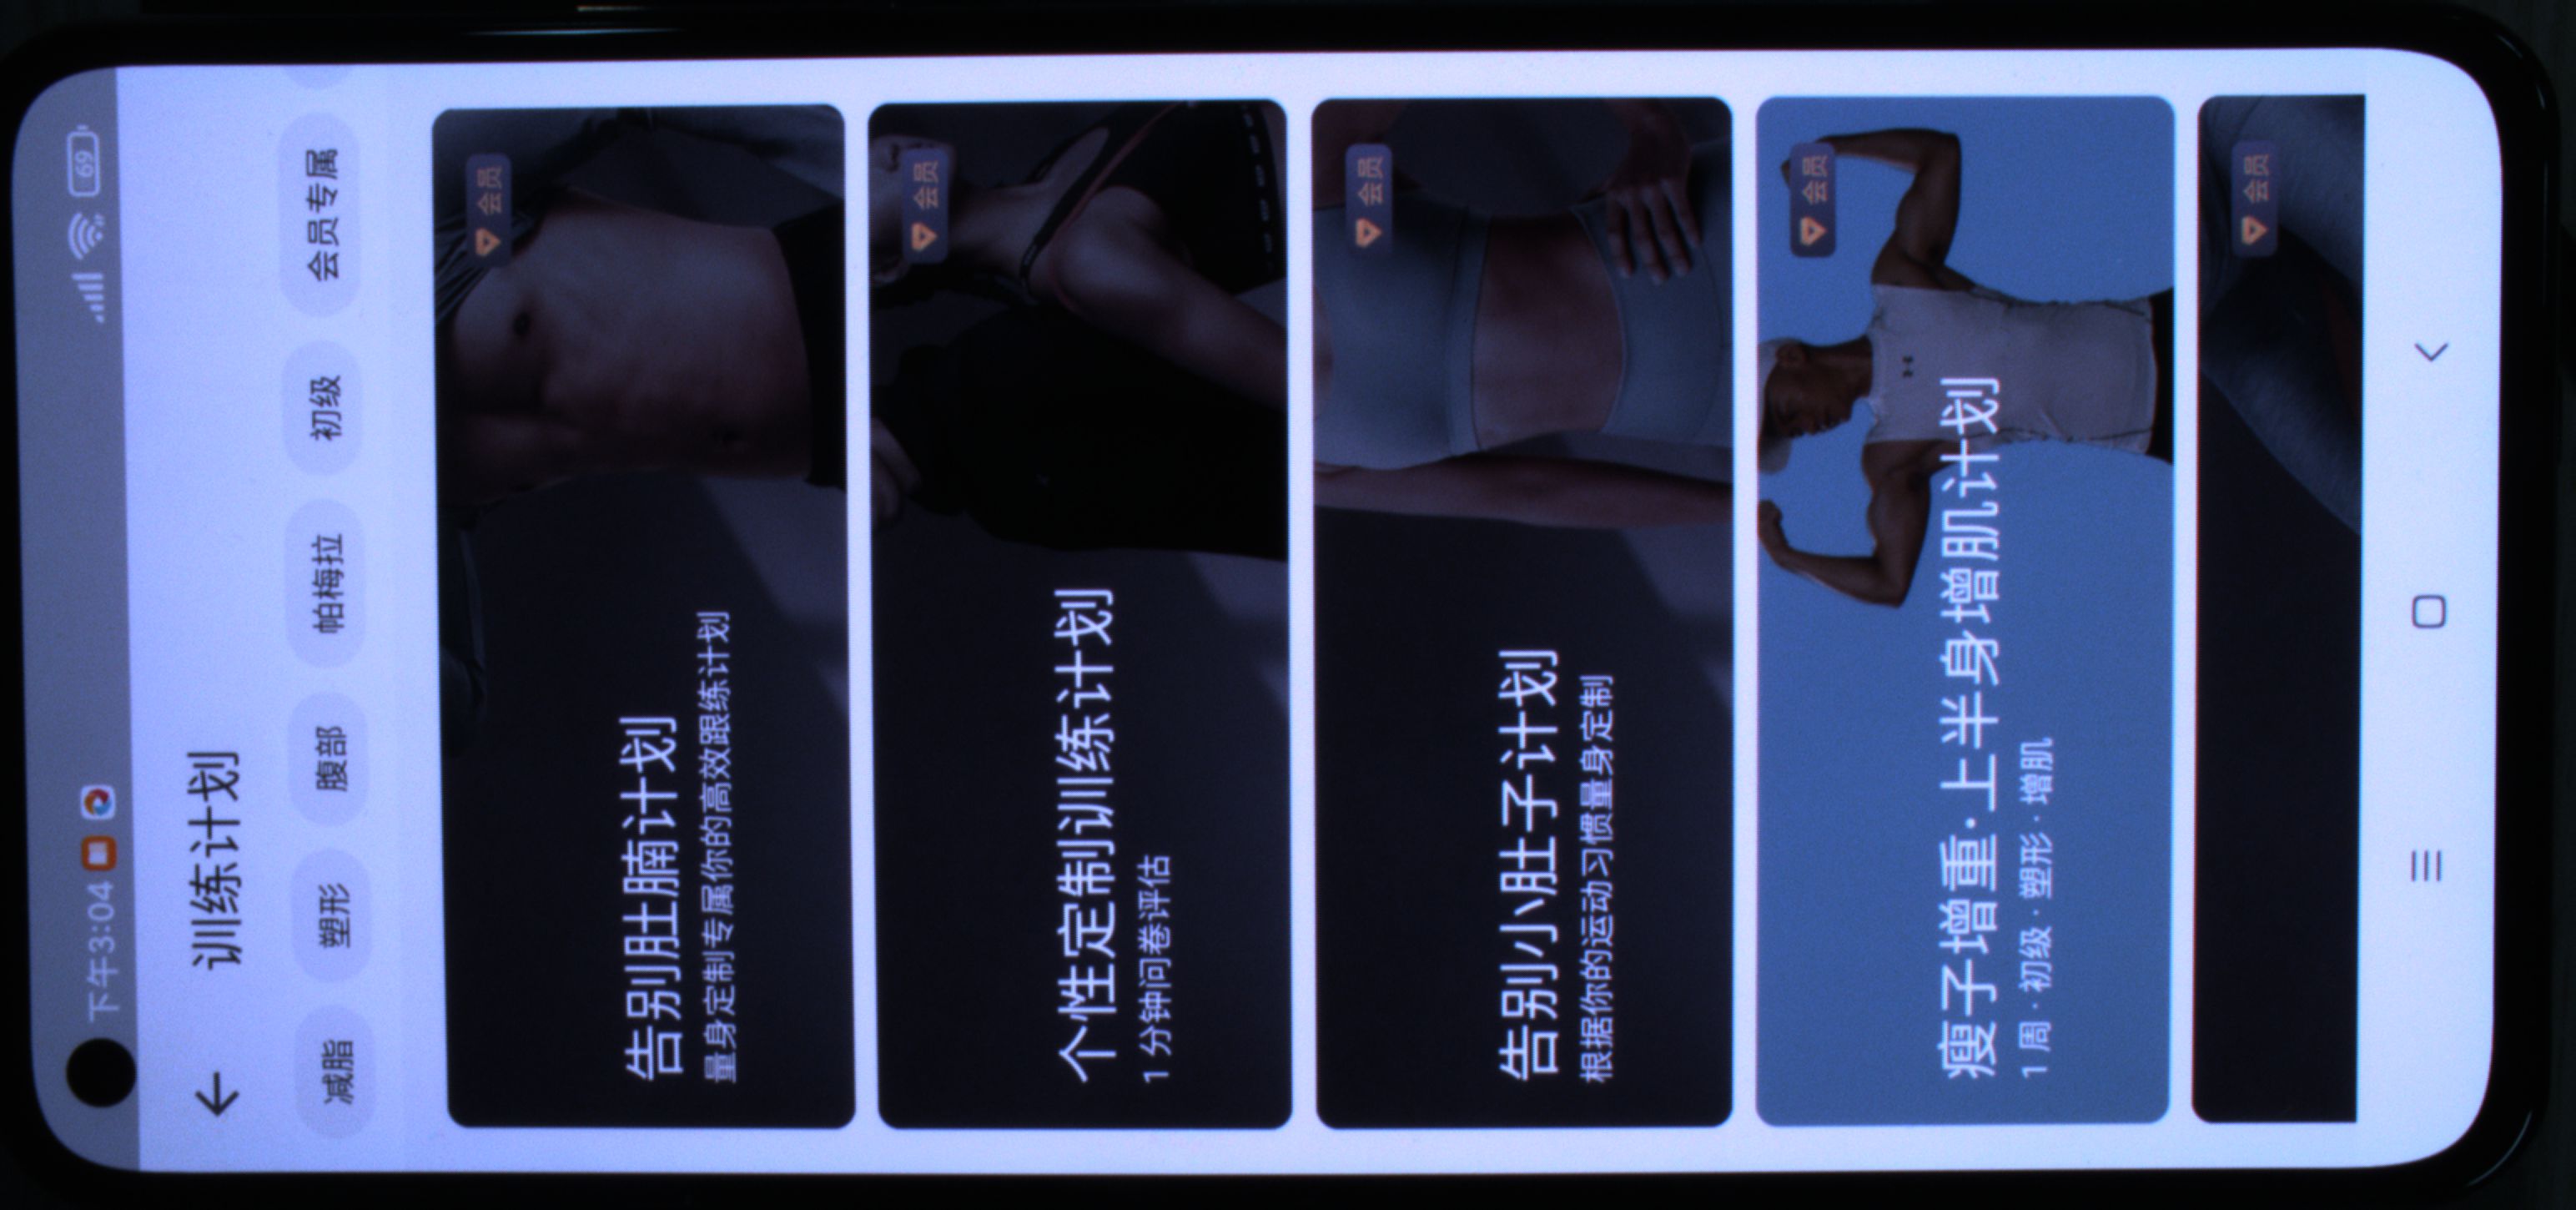 下午3:04
69
训练计划
减脂 塑形 腹部 帕梅拉 初级 会员专属
会员
告别肚腩计划
量身定制专属你的高效跟练计划
会员
个性定制训练计划
1 分钟问卷评估
会员
告别小肚子计划
根据你的运动习惯量身定制
会员
瘦子增重·上半身增肌计划
1 周 · 初级 · 塑形 · 增肌
会员